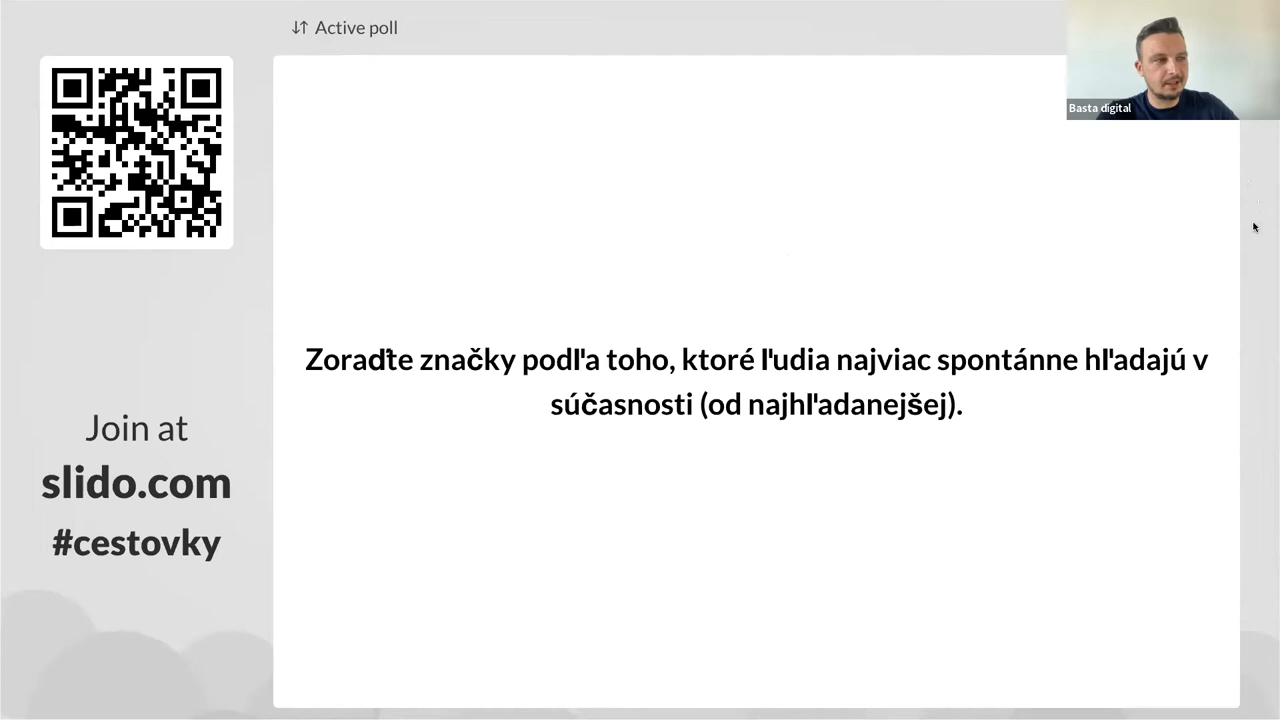 Active poll
Basta digital
Zoraďte značky podľa toho, ktoré ľudia najviac spontánne hľadajú v
súčasnosti (od najhľadanejšej).
Join at
slido.com
#cestovky